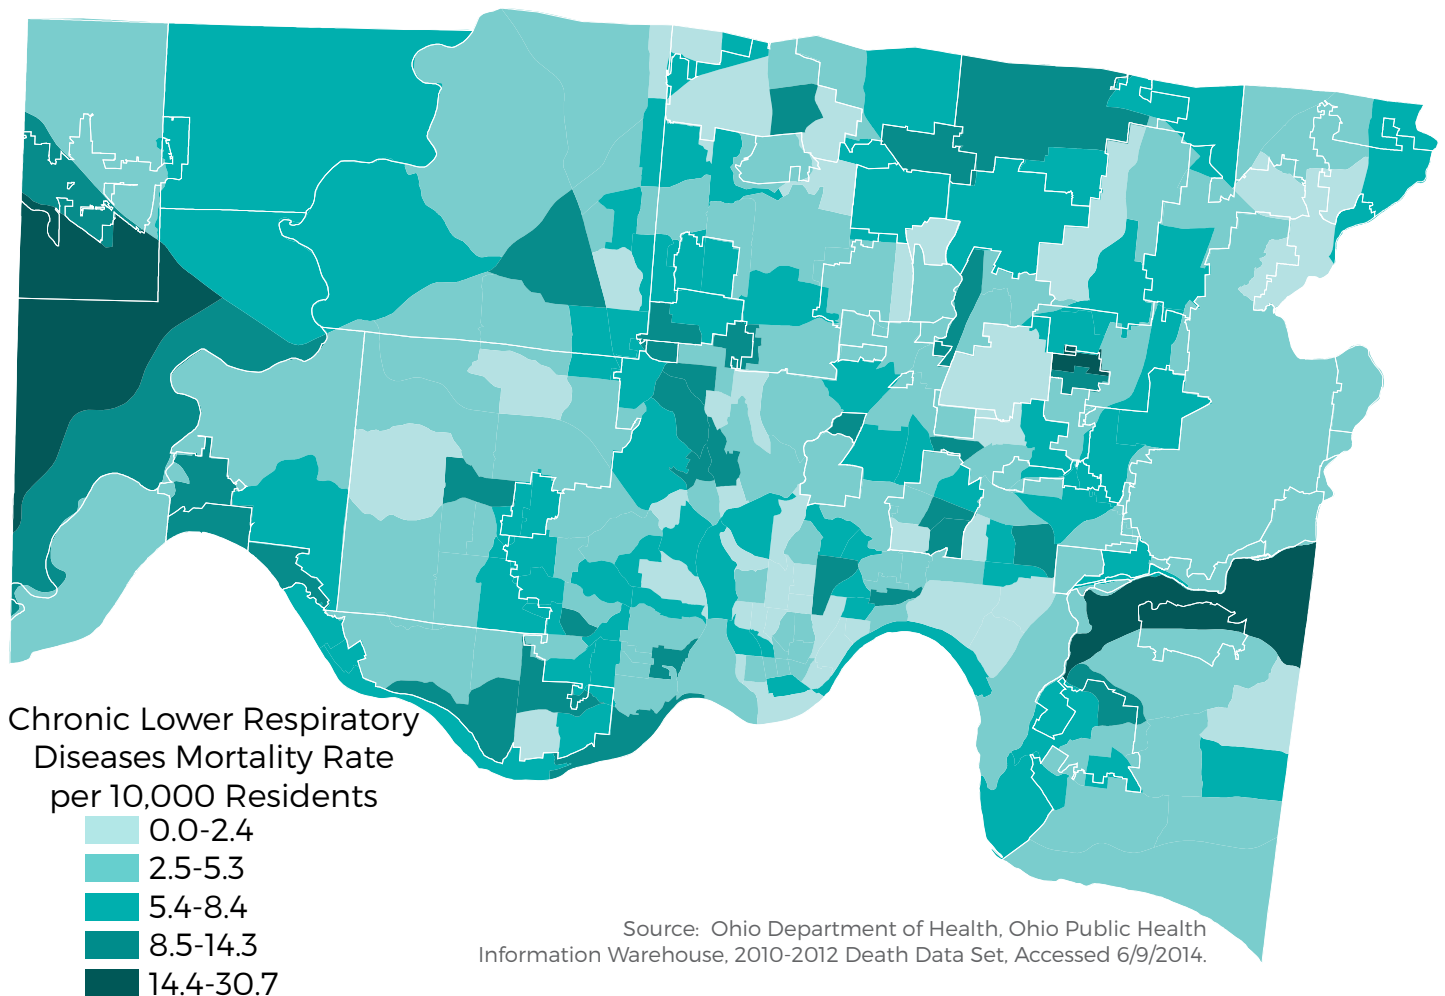 Chronic Lower Respiratory
Diseases Mortality Rate
per 10,000 Residents
0.0-2.4
2.5-5.3
5.4-8.4
8.5-14.3
14.4-30.7
Source:  Ohio Department of Health, Ohio Public Health
Information Warehouse, 2010-2012 Death Data Set, Accessed 6/9/2014.